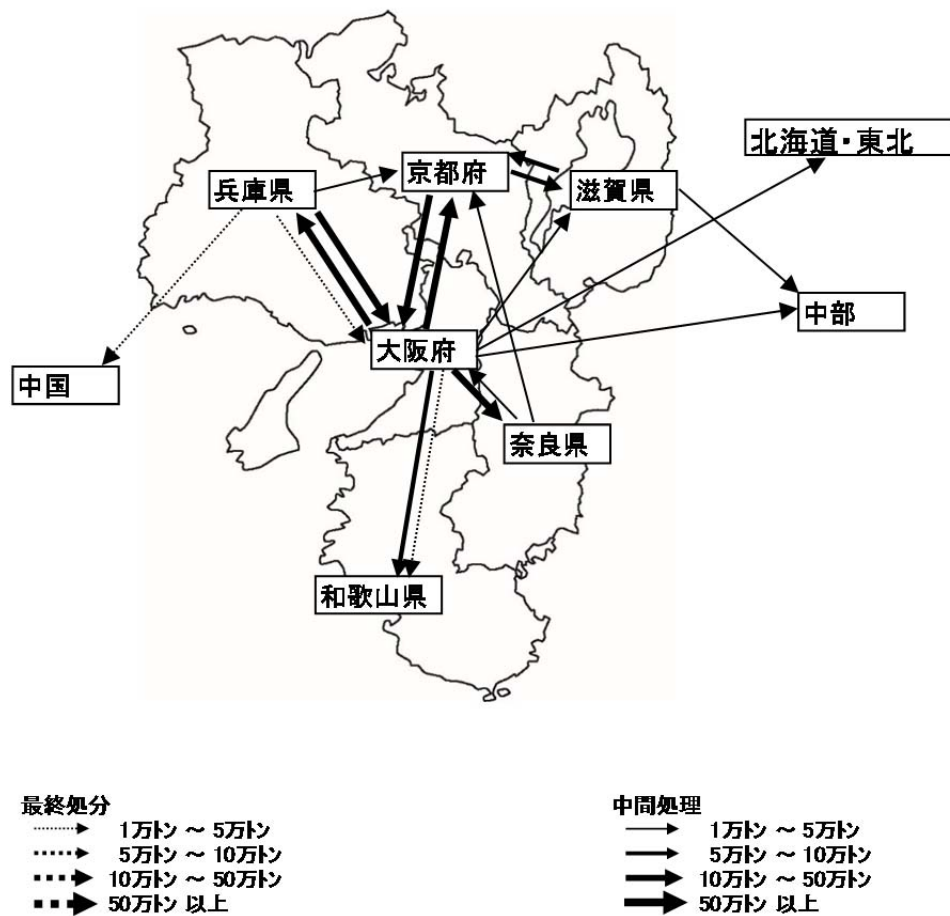 北海道・東北
京都府
兵庫県
滋賀県
中部
大阪府
中国
奈良県
和歌山県
最終処分
1万トン ～ 5万トン
5万トン ～ 10万トン
10万トン ～ 50万トン
50万トン 以上
中間処理
1万トン ～ 5万トン
5万トン ～ 10万トン
10万トン ～ 50万トン
50万トン 以上